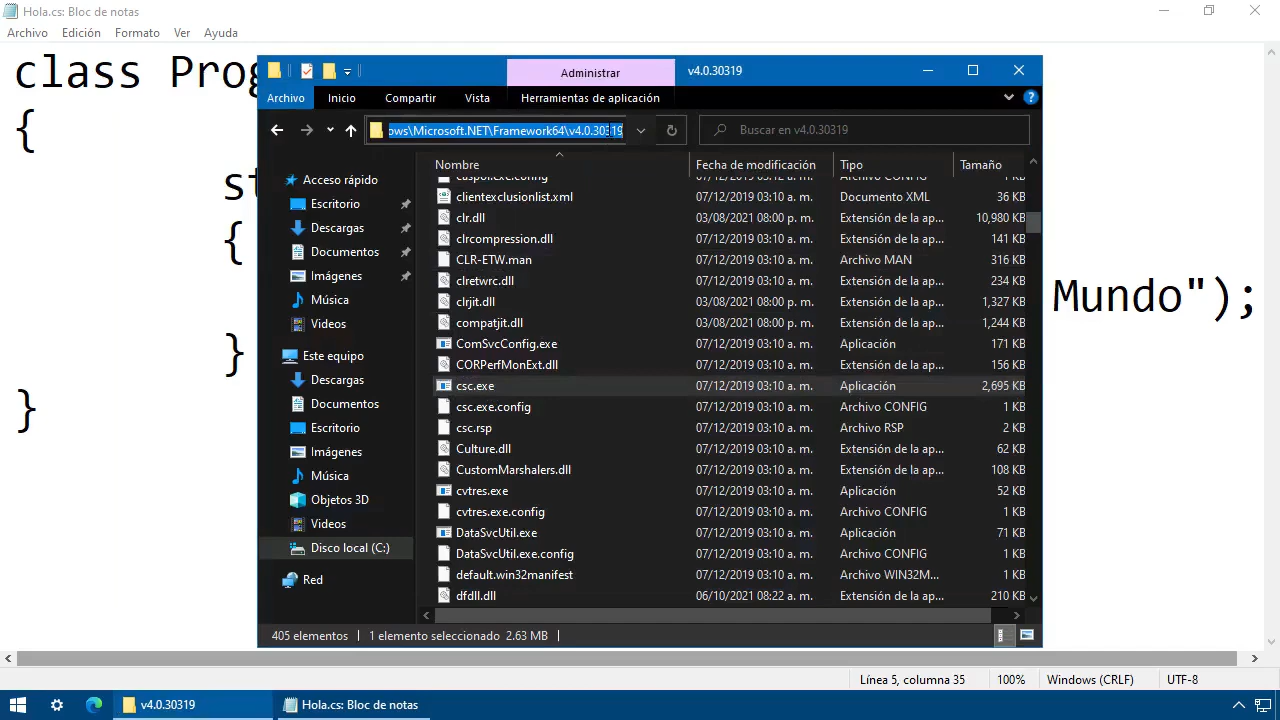 Hola.cs: Bloc de notas
Archivo Edición Formato Ver Ayuda
class Prog
{
st
{
Mundo");
}
}
Administrar v4.0.30319
Archivo Inicio Compartir Vista Herramientas de aplicación
ows\Microsoft.NET\Framework64\v4.0.30319 Buscar en v4.0.30319
Acceso rápido
Escritorio
Descargas
Documentos
Imágenes
Música
Videos
Este equipo
Descargas
Documentos
Escritorio
Imágenes
Música
Objetos 3D
Videos
Disco local (C:)
Red
Nombre Fecha de modificación Tipo Tamaño
caspol.exe.config 07/12/2019 03:10 a. m. Archivo CONFIG 1 KB
clientexclusionlist.xml 07/12/2019 03:10 a. m. Documento XML 36 KB
clr.dll 03/08/2021 08:00 p. m. Extensión de la ap... 10,980 KB
clrcompression.dll 07/12/2019 03:10 a. m. Extensión de la ap... 141 KB
CLR-ETW.man 07/12/2019 03:10 a. m. Archivo MAN 316 KB
clretwrc.dll 07/12/2019 03:10 a. m. Extensión de la ap... 234 KB
clrjit.dll 03/08/2021 08:00 p. m. Extensión de la ap... 1,327 KB
compatjit.dll 03/08/2021 08:00 p. m. Extensión de la ap... 1,244 KB
ComSvcConfig.exe 07/12/2019 03:10 a. m. Aplicación 171 KB
CORPerfMonExt.dll 07/12/2019 03:10 a. m. Extensión de la ap... 156 KB
csc.exe 07/12/2019 03:10 a. m. Aplicación 2,695 KB
csc.exe.config 07/12/2019 03:10 a. m. Archivo CONFIG 1 KB
csc.rsp 07/12/2019 03:10 a. m. Archivo RSP 2 KB
Culture.dll 07/12/2019 03:10 a. m. Extensión de la ap... 62 KB
CustomMarshalers.dll 07/12/2019 03:10 a. m. Extensión de la ap... 108 KB
cvtres.exe 07/12/2019 03:10 a. m. Aplicación 52 KB
cvtres.exe.config 07/12/2019 03:10 a. m. Archivo CONFIG 1 KB
DataSvcUtil.exe 07/12/2019 03:10 a. m. Aplicación 71 KB
DataSvcUtil.exe.config 07/12/2019 03:10 a. m. Archivo CONFIG 1 KB
default.win32manifest 07/12/2019 03:10 a. m. Archivo WIN32M... 1 KB
dfdll.dll 06/10/2021 08:22 a. m. Extensión de la ap... 210 KB
405 elementos 1 elemento seleccionado 2.63 MB
Línea 5, columna 35 100% Windows (CRLF) UTF-8
v4.0.30319 Hola.cs: Bloc de notas